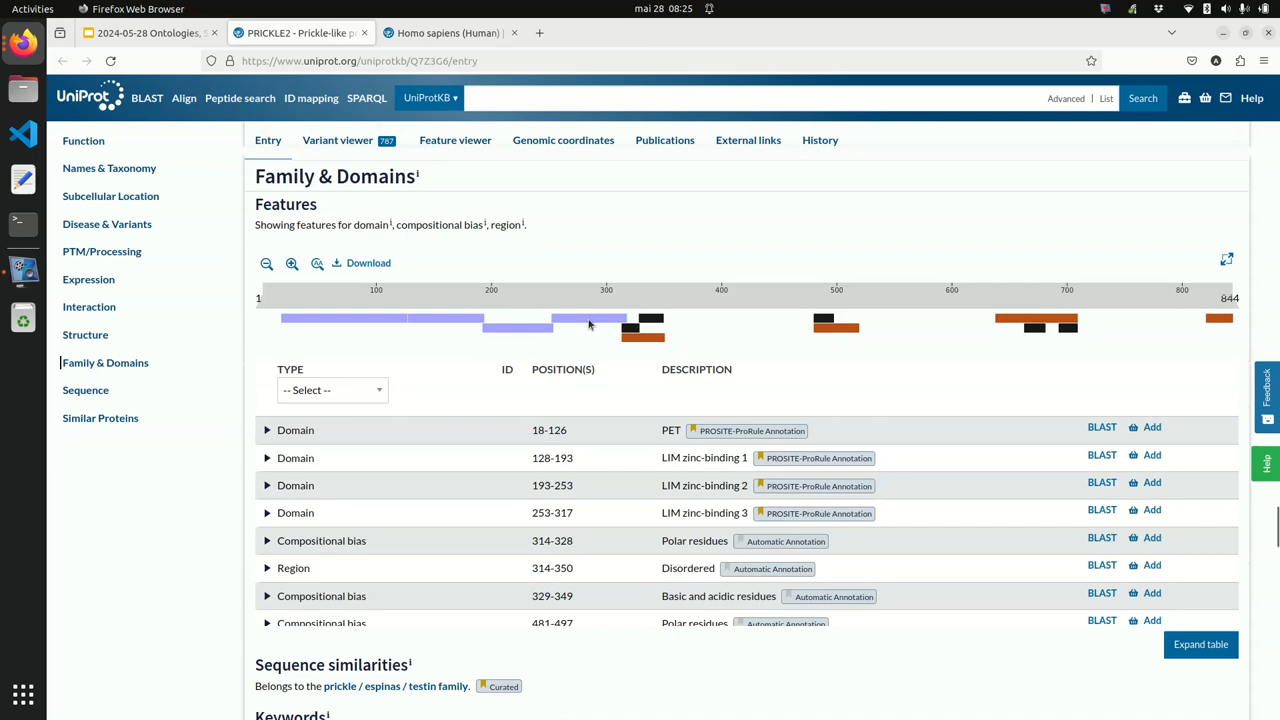 Activities Firefox Web Browser mai 28 08:25
2024-05-28 Ontologies, S PRICKLE2 - Prickle-like p Homo sapiens (Human) |
https://www.uniprot.org/uniprotkb/Q7Z3G6/entry
UniProt BLAST Align Peptide search ID mapping SPARQL UniProtKB Advanced | List Search Help
Entry Variant viewer 787 Feature viewer Genomic coordinates Publications External links History
Function
Names & Taxonomy
Subcellular Location
Disease & Variants
PTM/Processing
Expression
Interaction
Structure
Family & Domains
Sequence
Similar Proteins
Family & Domains i
Features
Showing features for domain i, compositional bias i, region i.
Download
1 100 200 300 400 500 600 700 800 844
TYPE ID POSITION(S) DESCRIPTION
-- Select --
Domain 18-126 PET PROSITE-ProRule Annotation BLAST Add
Domain 128-193 LIM zinc-binding 1 PROSITE-ProRule Annotation BLAST Add
Domain 193-253 LIM zinc-binding 2 PROSITE-ProRule Annotation BLAST Add
Domain 253-317 LIM zinc-binding 3 PROSITE-ProRule Annotation BLAST Add
Compositional bias 314-328 Polar residues Automatic Annotation BLAST Add
Region 314-350 Disordered Automatic Annotation BLAST Add
Compositional bias 329-349 Basic and acidic residues Automatic Annotation BLAST Add
Compositional bias 481-497 Polar residues Automatic Annotation BLAST Add
Expand table
Sequence similarities i
Belongs to the prickle / espinas / testin family. Curated
Keywords i
Feedback
Help